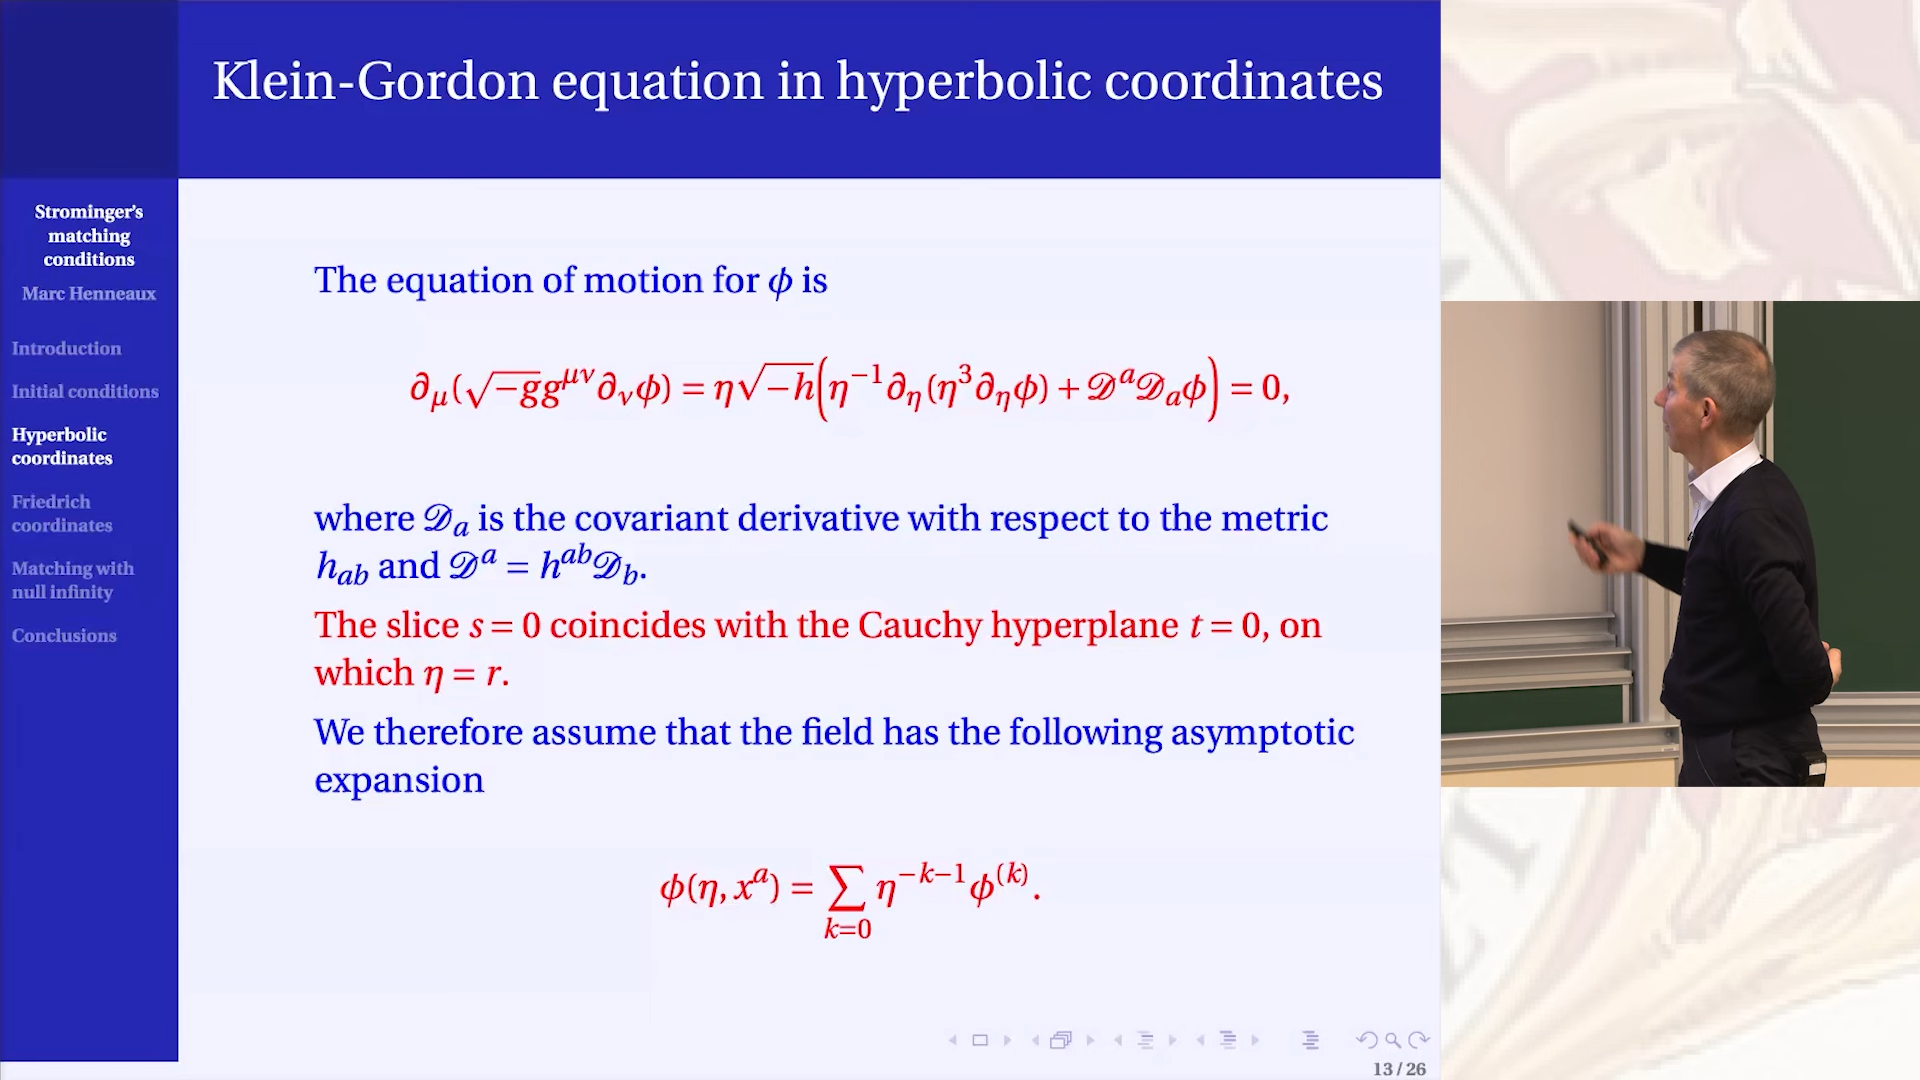 Klein-Gordon equation in hyperbolic coordinates
Strominger's
matching
conditions
Marc Henneaux
Introduction
Initial conditions
Hyperbolic
coordinates
Friedrich
coordinates
Matching with
null infinity
Conclusions
The equation of motion for ϕ is
∂_μ(√−g g^{μν}∂_νϕ) = η√−h(η^{−1}∂_η(η^3∂_ηϕ) + 𝒟^a𝒟_aϕ) = 0,
where 𝒟_a is the covariant derivative with respect to the metric
h_{ab} and 𝒟^a = h^{ab}𝒟_b.
The slice s = 0 coincides with the Cauchy hyperplane t = 0, on
which η = r.
We therefore assume that the field has the following asymptotic
expansion
ϕ(η, x^a) = ∑_{k=0} η^{−k−1}ϕ^{(k)}.
13 / 26